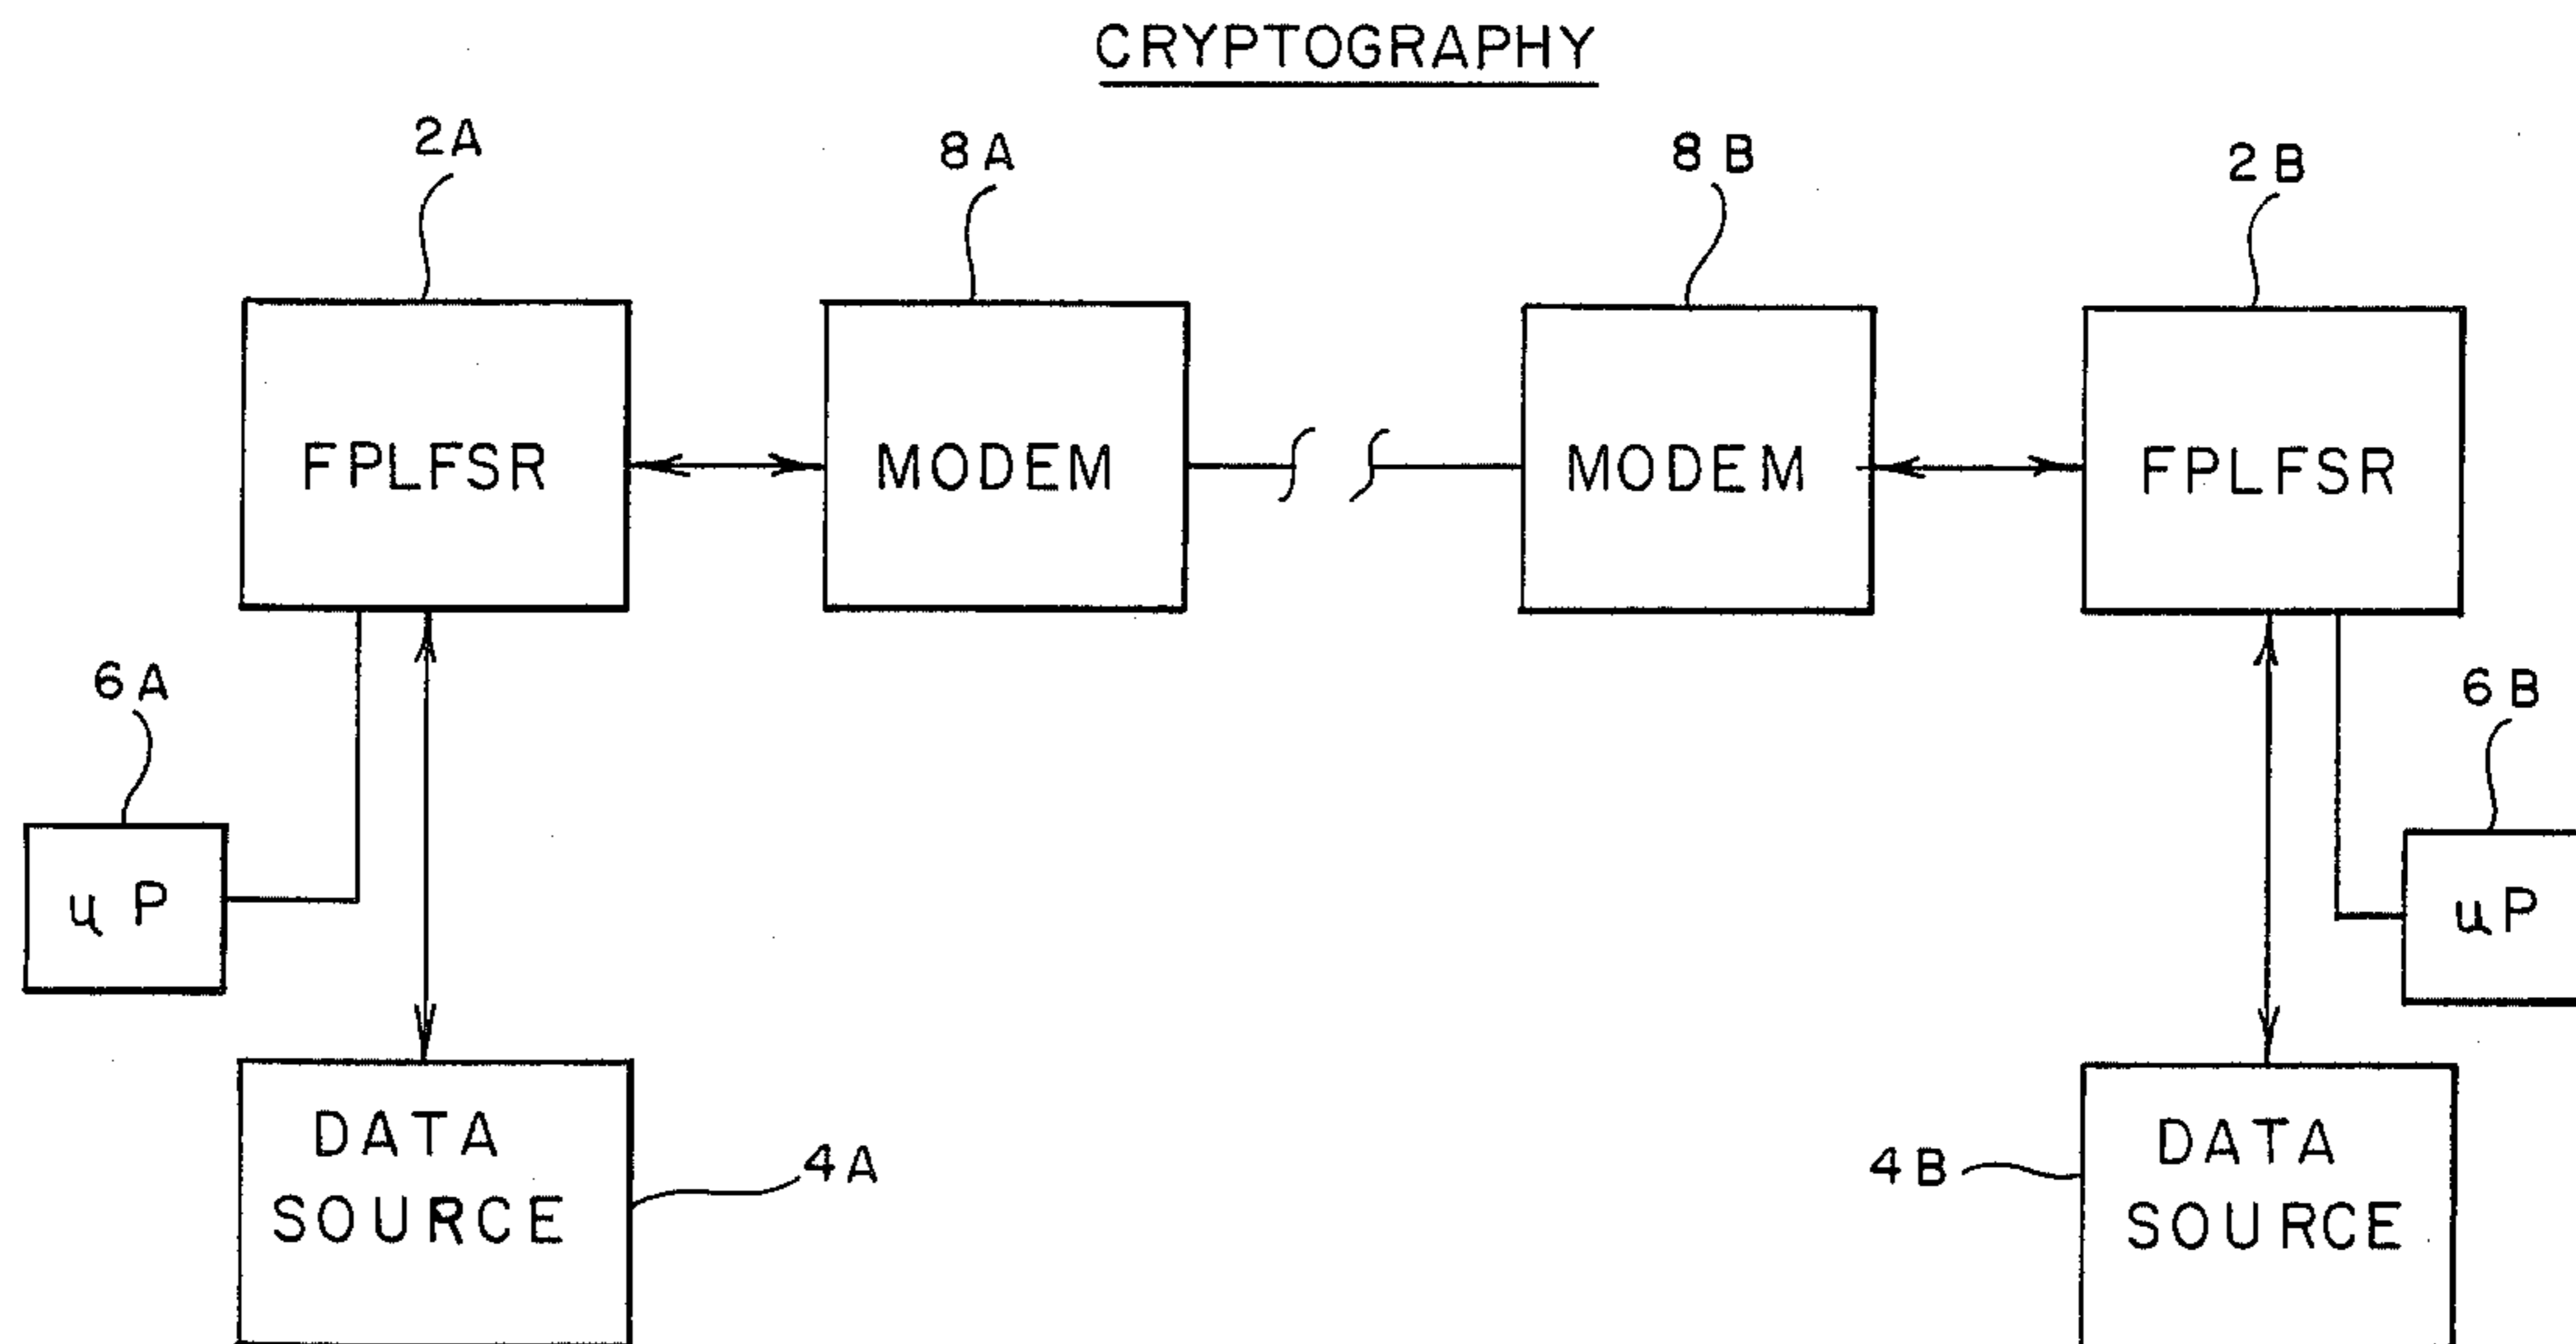 CRYPTOGRAPHY
2A
8A
8B
2B
FPLFSR
MODEM
MODEM
FPLFSR
6A
6B
µP
µP
DATA
SOURCE
4A
4B
DATA
SOURCE